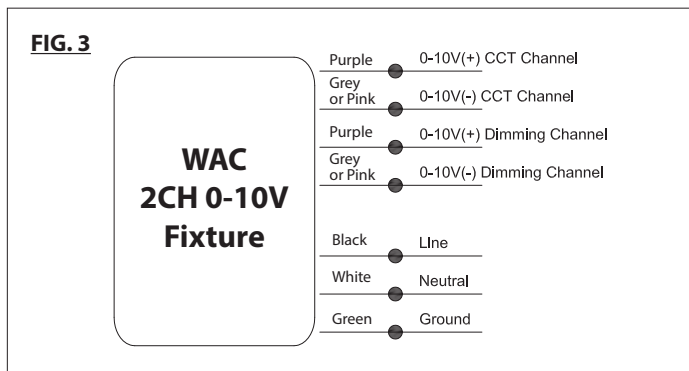 FIG. 3
WAC
2CH 0-10V
Fixture
Purple 0-10V(+) CCT Channel
Grey
or Pink 0-10V(-) CCT Channel
Purple 0-10V(+) Dimming Channel
Grey
or Pink 0-10V(-) Dimming Channel
Black LIne
White Neutral
Green Ground